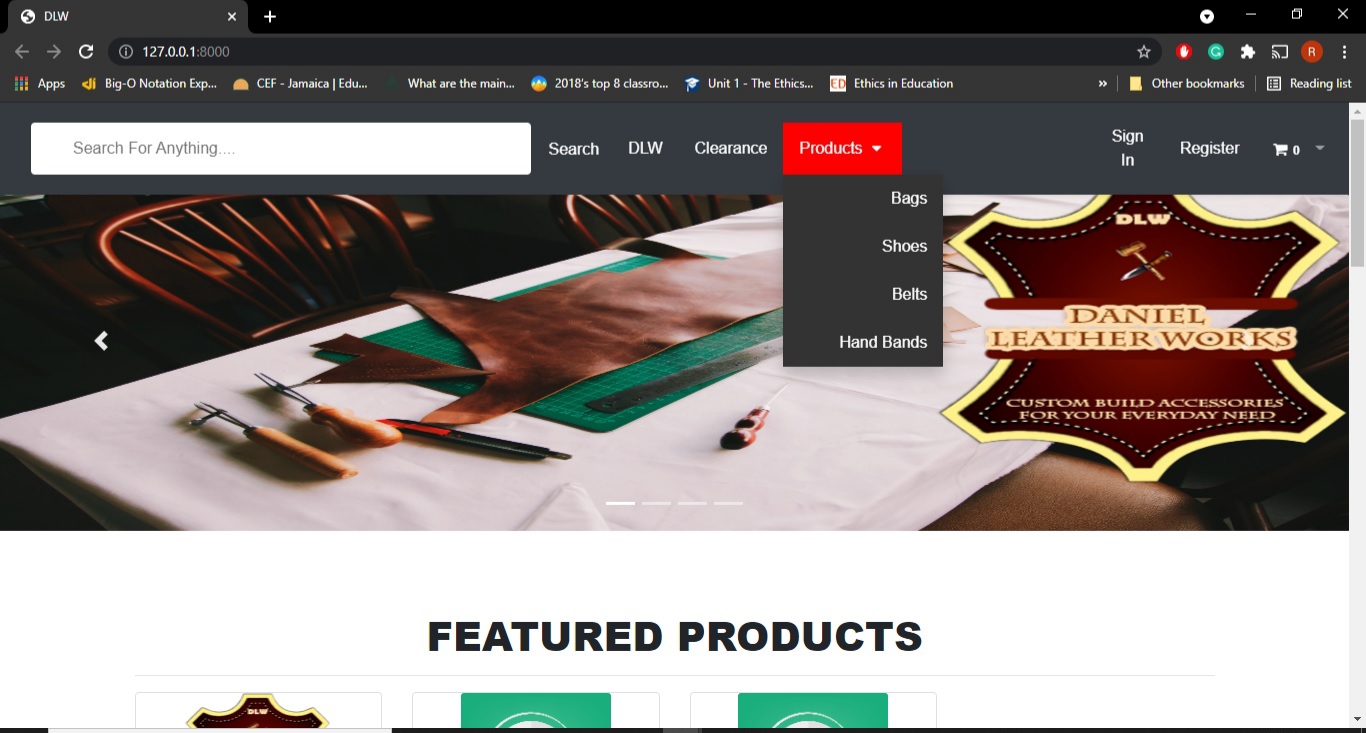 DLW
127.0.0.1:8000
R
Apps
Big-O Notation Exp...
CEF - Jamaica | Edu...
What are the main...
2018's top 8 classro...
Unit 1 - The Ethics...
ED
Ethics in Education
»
Other bookmarks
Reading list
Search For Anything....
Search
DLW
Clearance
Products
Sign
In
Register
0
Bags
Shoes
Belts
Hand Bands
DLW
DANIEL
LEATHER WORKS
CUSTOM BUILD ACCESSORIES
FOR YOUR EVERYDAY NEED
FEATURED PRODUCTS
DLW